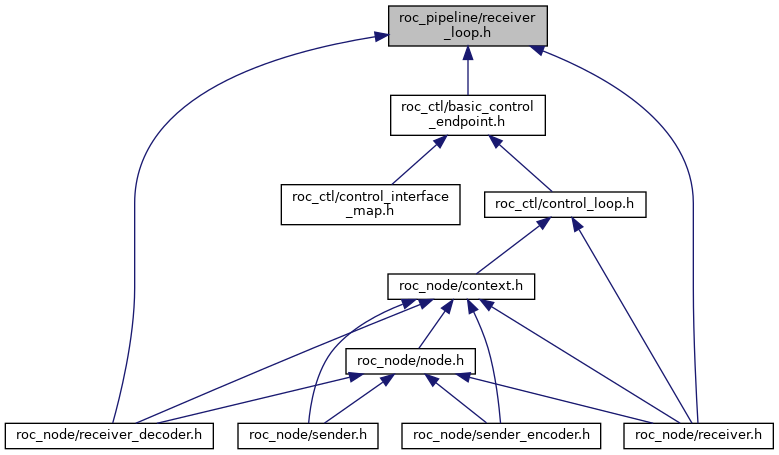 roc_pipeline/receiver
_loop.h
roc_ctl/basic_control
_endpoint.h
roc_ctl/control_interface
_map.h
roc_ctl/control_loop.h
roc_node/context.h
roc_node/node.h
roc_node/receiver_decoder.h
roc_node/sender.h
roc_node/sender_encoder.h
roc_node/receiver.h